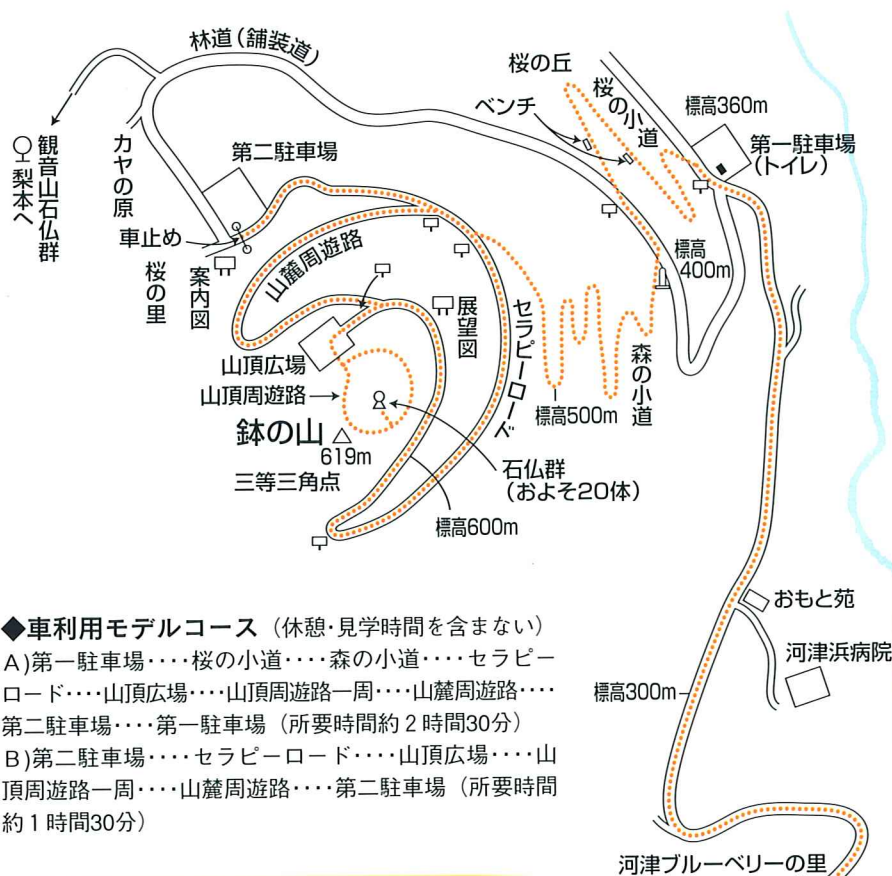 林道(舗装道)
桜の丘
桜の小道
ベンチ
標高360m
第一駐車場
(トイレ)
観音山石仏群
梨本へ
カヤの原
第二駐車場
車止め
桜の里
案内図
山麓周遊路
展望図
セラピーロード
標高
400m
森の小道
山頂広場
山頂周遊路
標高500m
鉢の山
619m
三等三角点
石仏群
(およそ20体)
標高600m
おもと苑
河津浜病院
標高300m
河津ブルーベリーの里
◆車利用モデルコース(休憩・見学時間を含まない)
A)第一駐車場‥‥桜の小道‥‥森の小道‥‥セラピー
ロード‥‥山頂広場‥‥山頂周遊路一周‥‥山麓周遊路‥‥
第二駐車場‥‥第一駐車場(所要時間約2時間30分)
B)第二駐車場‥‥セラピーロード‥‥山頂広場‥‥山
頂周遊路一周‥‥山麓周遊路‥‥第二駐車場(所要時間
約1時間30分)